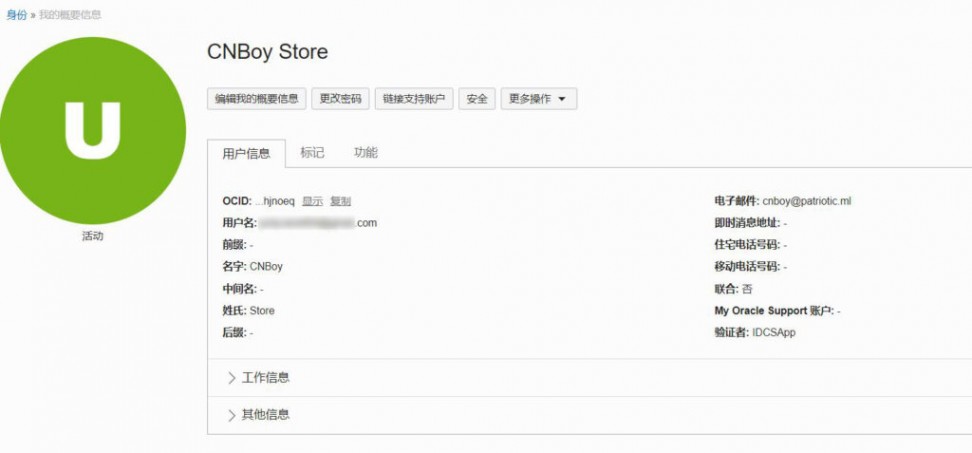 身份 » 我的概要信息
CNBoy Store
编辑我的概要信息 更改密码 链接支持账户 安全 更多操作
U
活动
用户信息 标记 功能
OCID: ...hjnoeq 显示 复制
用户名: .com
前缀: -
名字: CNBoy
中间名: -
姓氏: Store
后缀: -
电子邮件: cnboy@patriotic.ml
即时消息地址: -
住宅电话号码: -
移动电话号码: -
联合: 否
My Oracle Support 账户: -
验证者: IDCSApp
工作信息
其他信息